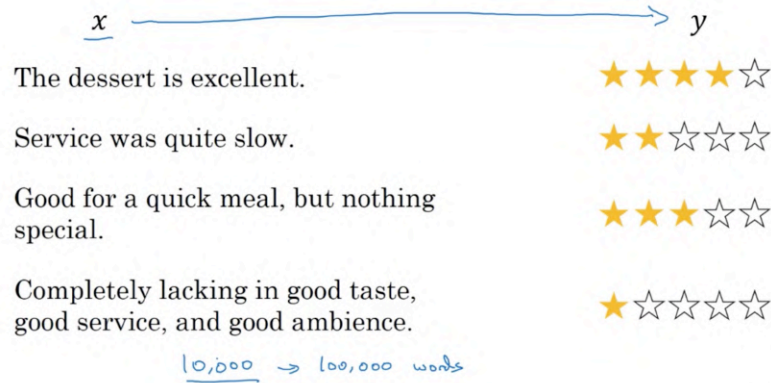 x y
The dessert is excellent.
Service was quite slow.
Good for a quick meal, but nothing
special.
Completely lacking in good taste,
good service, and good ambience.
10,000 → 100,000 words